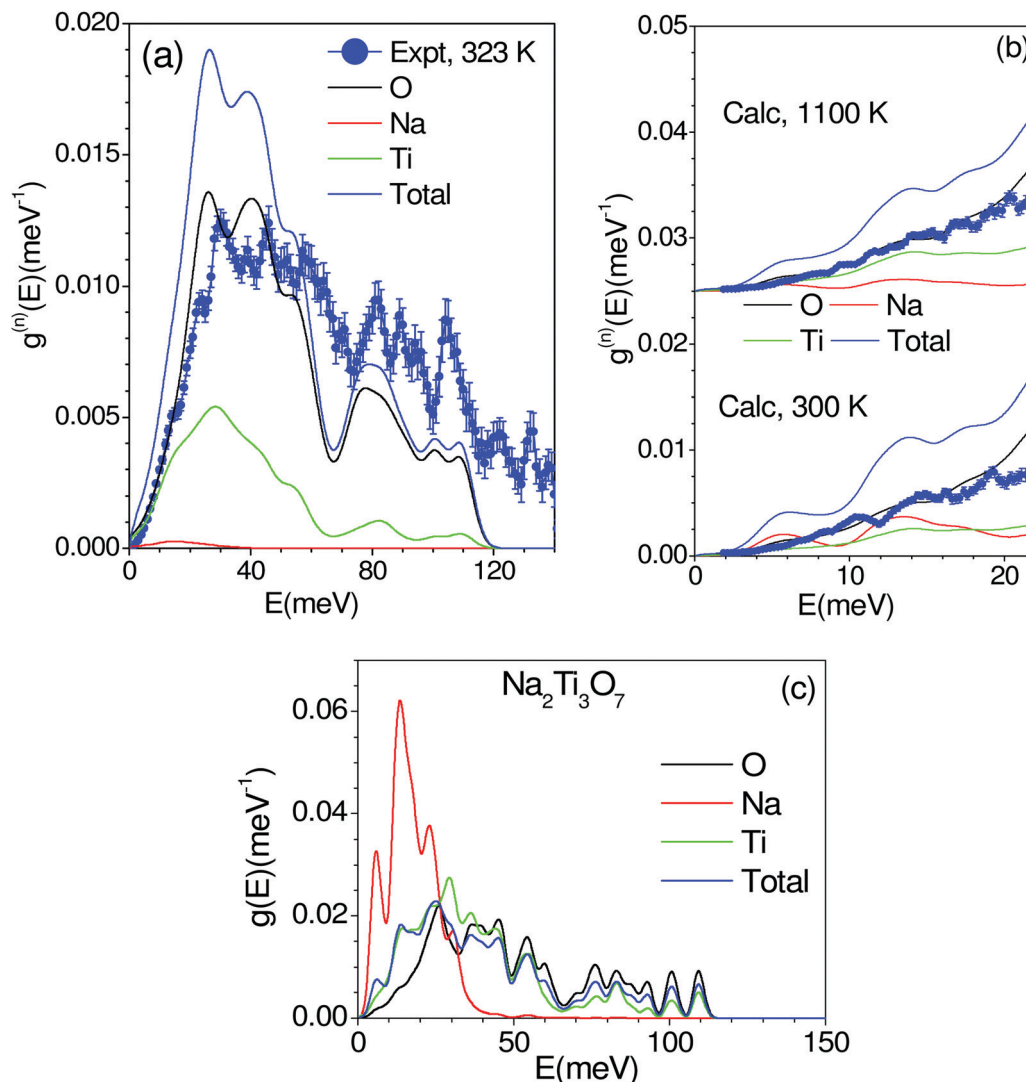 (a)
Expt, 323 K
O
Na
Ti
Total
0.020
0.015
0.010
0.005
0.000
g(n)(E)(meV-1)
0 40 80 120
E(meV)
(b)
Calc, 1100 K
O Na
Ti Total
Calc, 300 K
0.05
0.04
0.03
0.02
0.01
0.00
g(n)(E)(meV-1)
0 10 20
E(meV)
Na2Ti3O7
(c)
O
Na
Ti
Total
0.06
0.04
0.02
0.00
g(E)(meV-1)
0 50 100 150
E(meV)